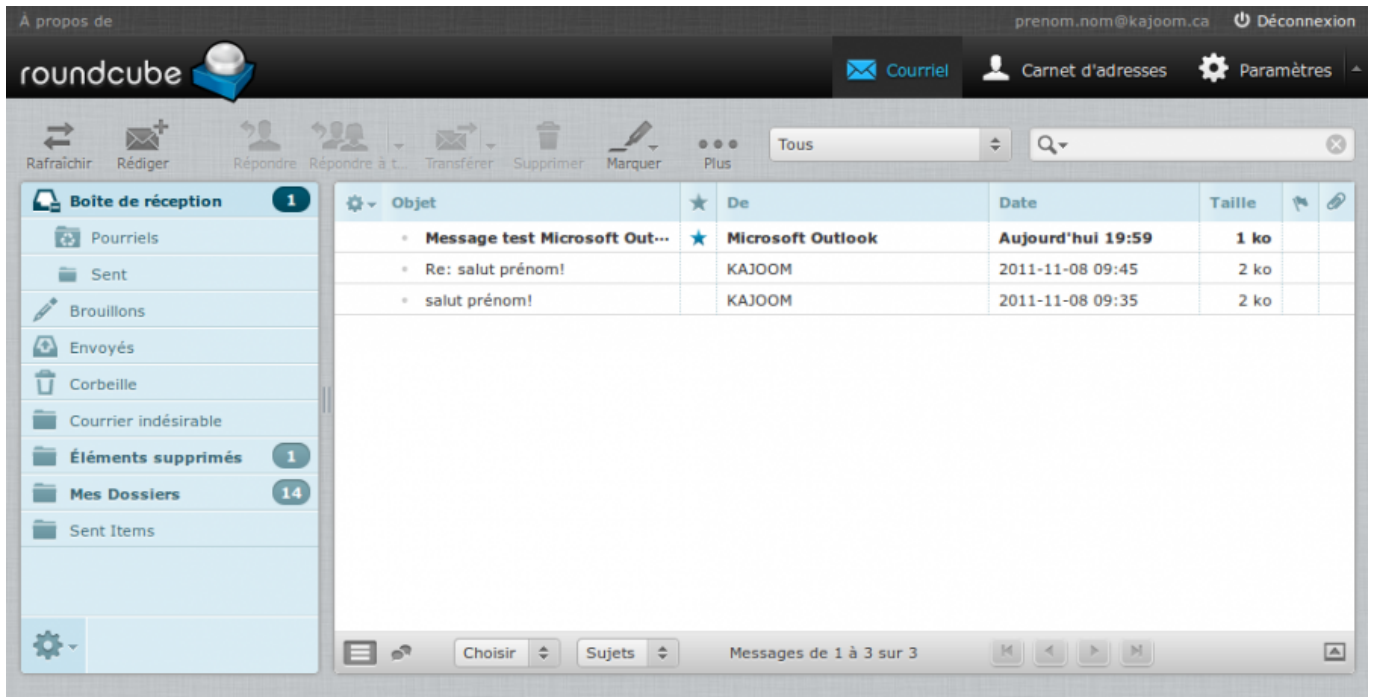 À propos de
prenom.nom@kajoom.ca Déconnexion
roundcube
Courriel Carnet d'adresses Paramètres
Rafraîchir Rédiger Répondre Répondre à t... Transférer Supprimer Marquer Plus
Tous
Boîte de réception 1
Pourriels
Sent
Brouillons
Envoyés
Corbeille
Courrier indésirable
Éléments supprimés 1
Mes Dossiers 14
Sent Items
Objet De Date Taille
Message test Microsoft Out... Microsoft Outlook Aujourd'hui 19:59 1 ko
Re: salut prénom! KAJOOM 2011-11-08 09:45 2 ko
salut prénom! KAJOOM 2011-11-08 09:35 2 ko
Choisir Sujets Messages de 1 à 3 sur 3